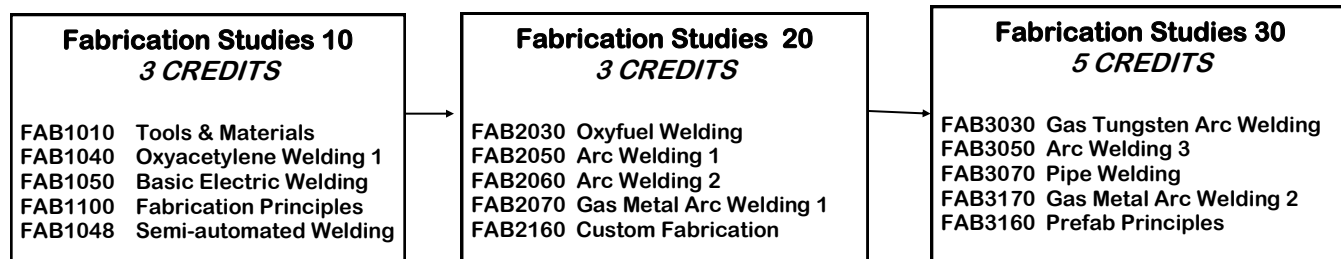 Fabrication Studies 10
3 CREDITS
FAB1010 Tools & Materials
FAB1040 Oxyacetylene Welding 1
FAB1050 Basic Electric Welding
FAB1100 Fabrication Principles
FAB1048 Semi-automated Welding
Fabrication Studies 20
3 CREDITS
FAB2030 Oxyfuel Welding
FAB2050 Arc Welding 1
FAB2060 Arc Welding 2
FAB2070 Gas Metal Arc Welding 1
FAB2160 Custom Fabrication
Fabrication Studies 30
5 CREDITS
FAB3030 Gas Tungsten Arc Welding
FAB3050 Arc Welding 3
FAB3070 Pipe Welding
FAB3170 Gas Metal Arc Welding 2
FAB3160 Prefab Principles